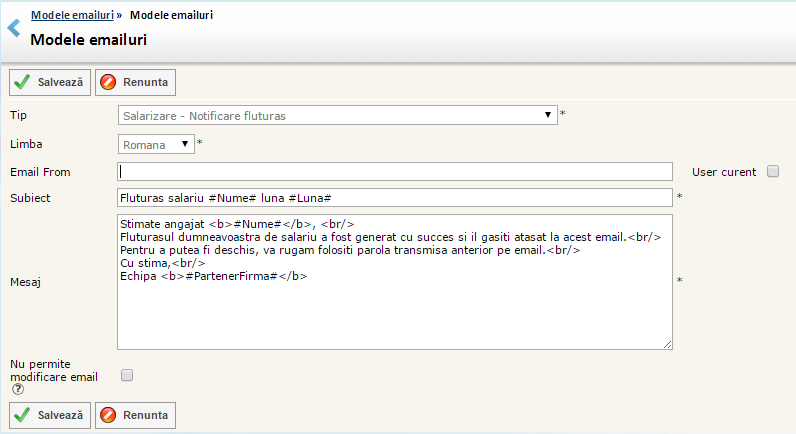 Modele emailuri » Modele emailuri
Modele emailuri
Salvează Renunta
Tip Salarizare - Notificare fluturas *
Limba Romana *
Email From User curent
Subiect Fluturas salariu #Nume# luna #Luna# *
Stimate angajat <b>#Nume#</b>, <br/>
Fluturasul dumneavoastra de salariu a fost generat cu succes si il gasiti atasat la acest email.<br/>
Pentru a putea fi deschis, va rugam folositi parola transmisa anterior pe email.<br/>
Cu stima,<br/>
Echipa <b>#PartenerFirma#</b>
Mesaj *
Nu permite
modificare email
?
Salvează Renunta